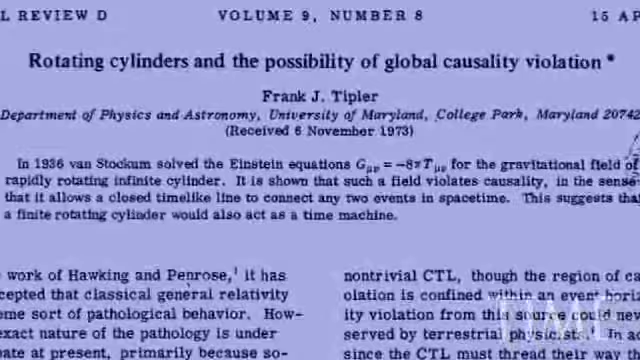 L REVIEW D VOLUME 9, NUMBER 8 15 AP
Rotating cylinders and the possibility of global causality violation *
Frank J. Tipler
Department of Physics and Astronomy, University of Maryland, College Park, Maryland 20742
(Received 6 November 1973)
In 1936 van Stockum solved the Einstein equations Gμν = −8πTμν for the gravitational field of
rapidly rotating infinite cylinder. It is shown that such a field violates causality, in the sense
that it allows a closed timelike line to connect any two events in spacetime. This suggests that
a finite rotating cylinder would also act as a time machine.
work of Hawking and Penrose,¹ it has
cepted that classical general relativity
ome sort of pathological behavior. How-
exact nature of the pathology is under
ate at present, primarily because so-
nontrivial CTL, though the region of ca
olation is confined within an event horiz
ity violation from this source could nev
served by terrestrial physicists.
since the CTL must thread their way